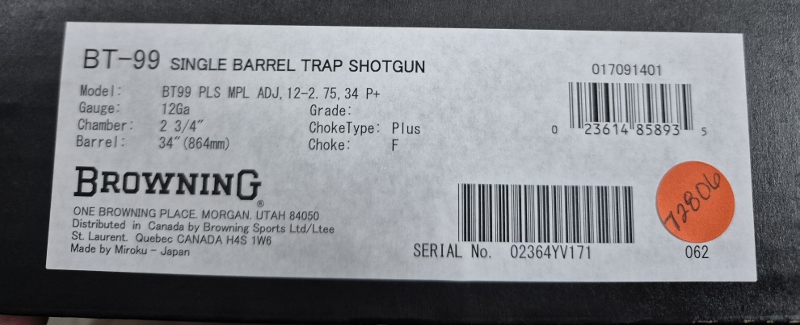 BT-99 SINGLE BARREL TRAP SHOTGUN
017091401
Model: BT99 PLS MPL ADJ,12-2.75,34 P+
Gauge: 12Ga Grade:
Chamber: 2 3/4" ChokeType: Plus
Barrel: 34"(864mm) Choke: F
0 23614 85893 5
BROWNING®
ONE BROWNING PLACE. MORGAN. UTAH 84050
Distributed in Canada by Browning Sports Ltd/Ltee
St. Laurent. Quebec CANADA H4S 1W6
Made by Miroku - Japan
SERIAL No. 02364YV171
72806
062